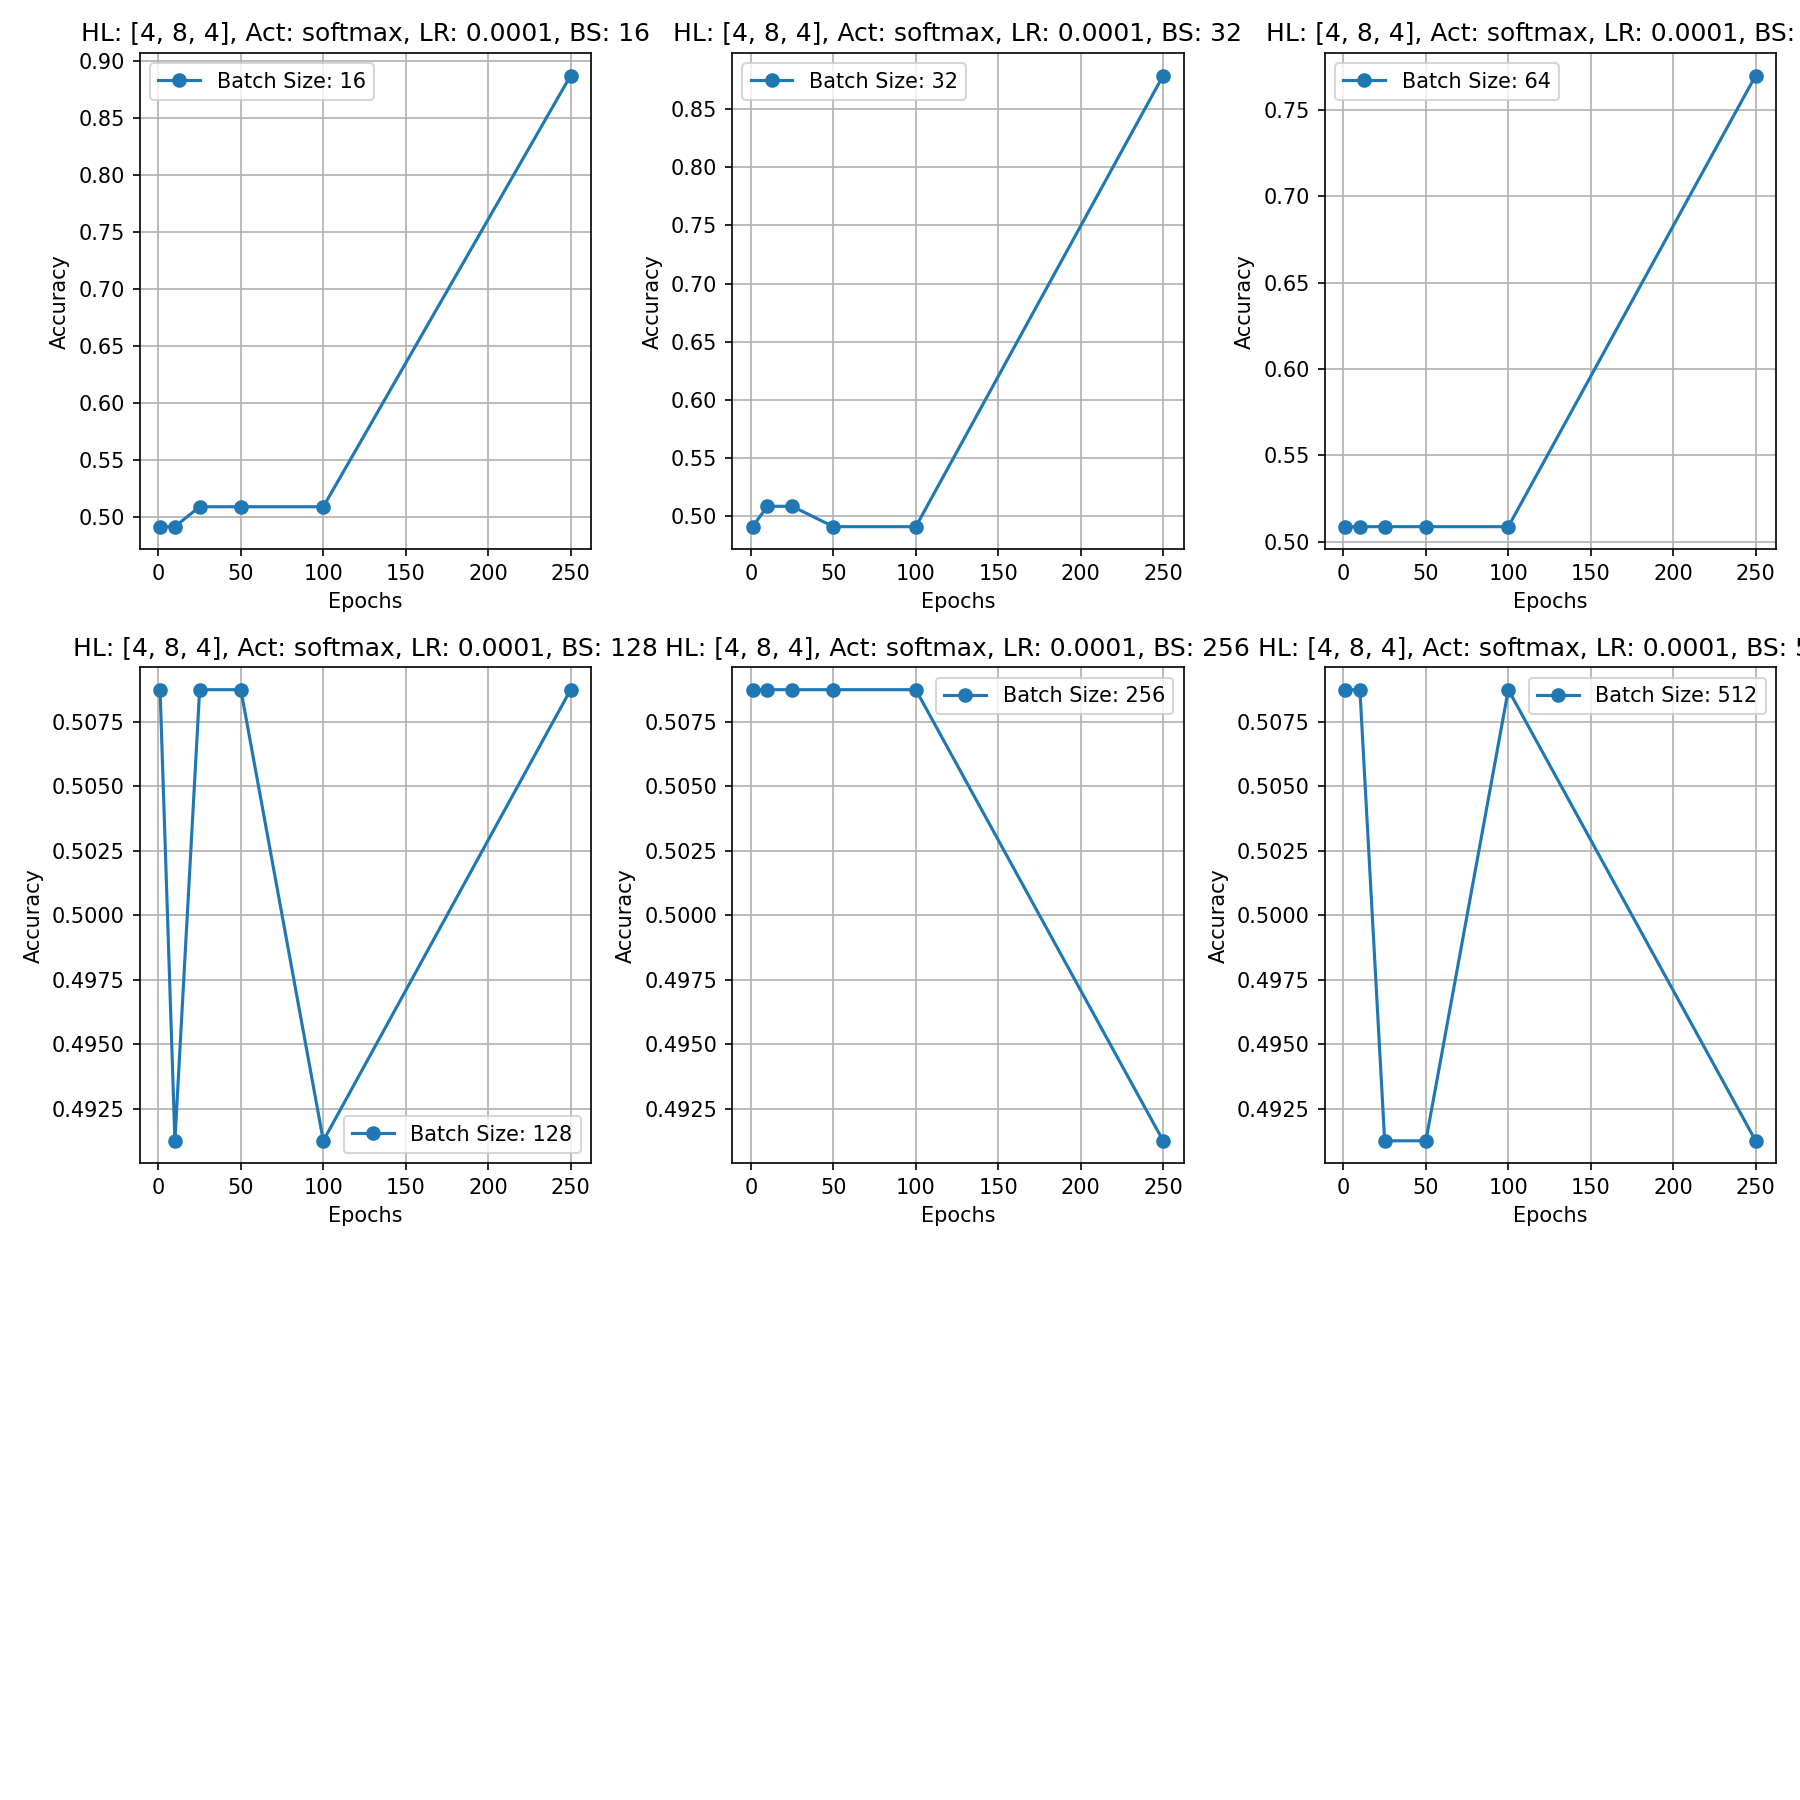 HL: [4, 8, 4], Act: softmax, LR: 0.0001, BS: 16
0.90
0.85
0.80
0.75
0.70
0.65
0.60
0.55
0.50
Accuracy
Batch Size: 16
0 50 100 150 200 250
Epochs
HL: [4, 8, 4], Act: softmax, LR: 0.0001, BS: 32
0.85
0.80
0.75
0.70
0.65
0.60
0.55
0.50
Accuracy
Batch Size: 32
0 50 100 150 200 250
Epochs
HL: [4, 8, 4], Act: softmax, LR: 0.0001, BS:
0.75
0.70
0.65
0.60
0.55
0.50
Accuracy
Batch Size: 64
0 50 100 150 200 250
Epochs
HL: [4, 8, 4], Act: softmax, LR: 0.0001, BS: 128
0.5075
0.5050
0.5025
0.5000
0.4975
0.4950
0.4925
Accuracy
Batch Size: 128
0 50 100 150 200 250
Epochs
HL: [4, 8, 4], Act: softmax, LR: 0.0001, BS: 256
0.5075
0.5050
0.5025
0.5000
0.4975
0.4950
0.4925
Accuracy
Batch Size: 256
0 50 100 150 200 250
Epochs
HL: [4, 8, 4], Act: softmax, LR: 0.0001, BS:
0.5075
0.5050
0.5025
0.5000
0.4975
0.4950
0.4925
Accuracy
Batch Size: 512
0 50 100 150 200 250
Epochs